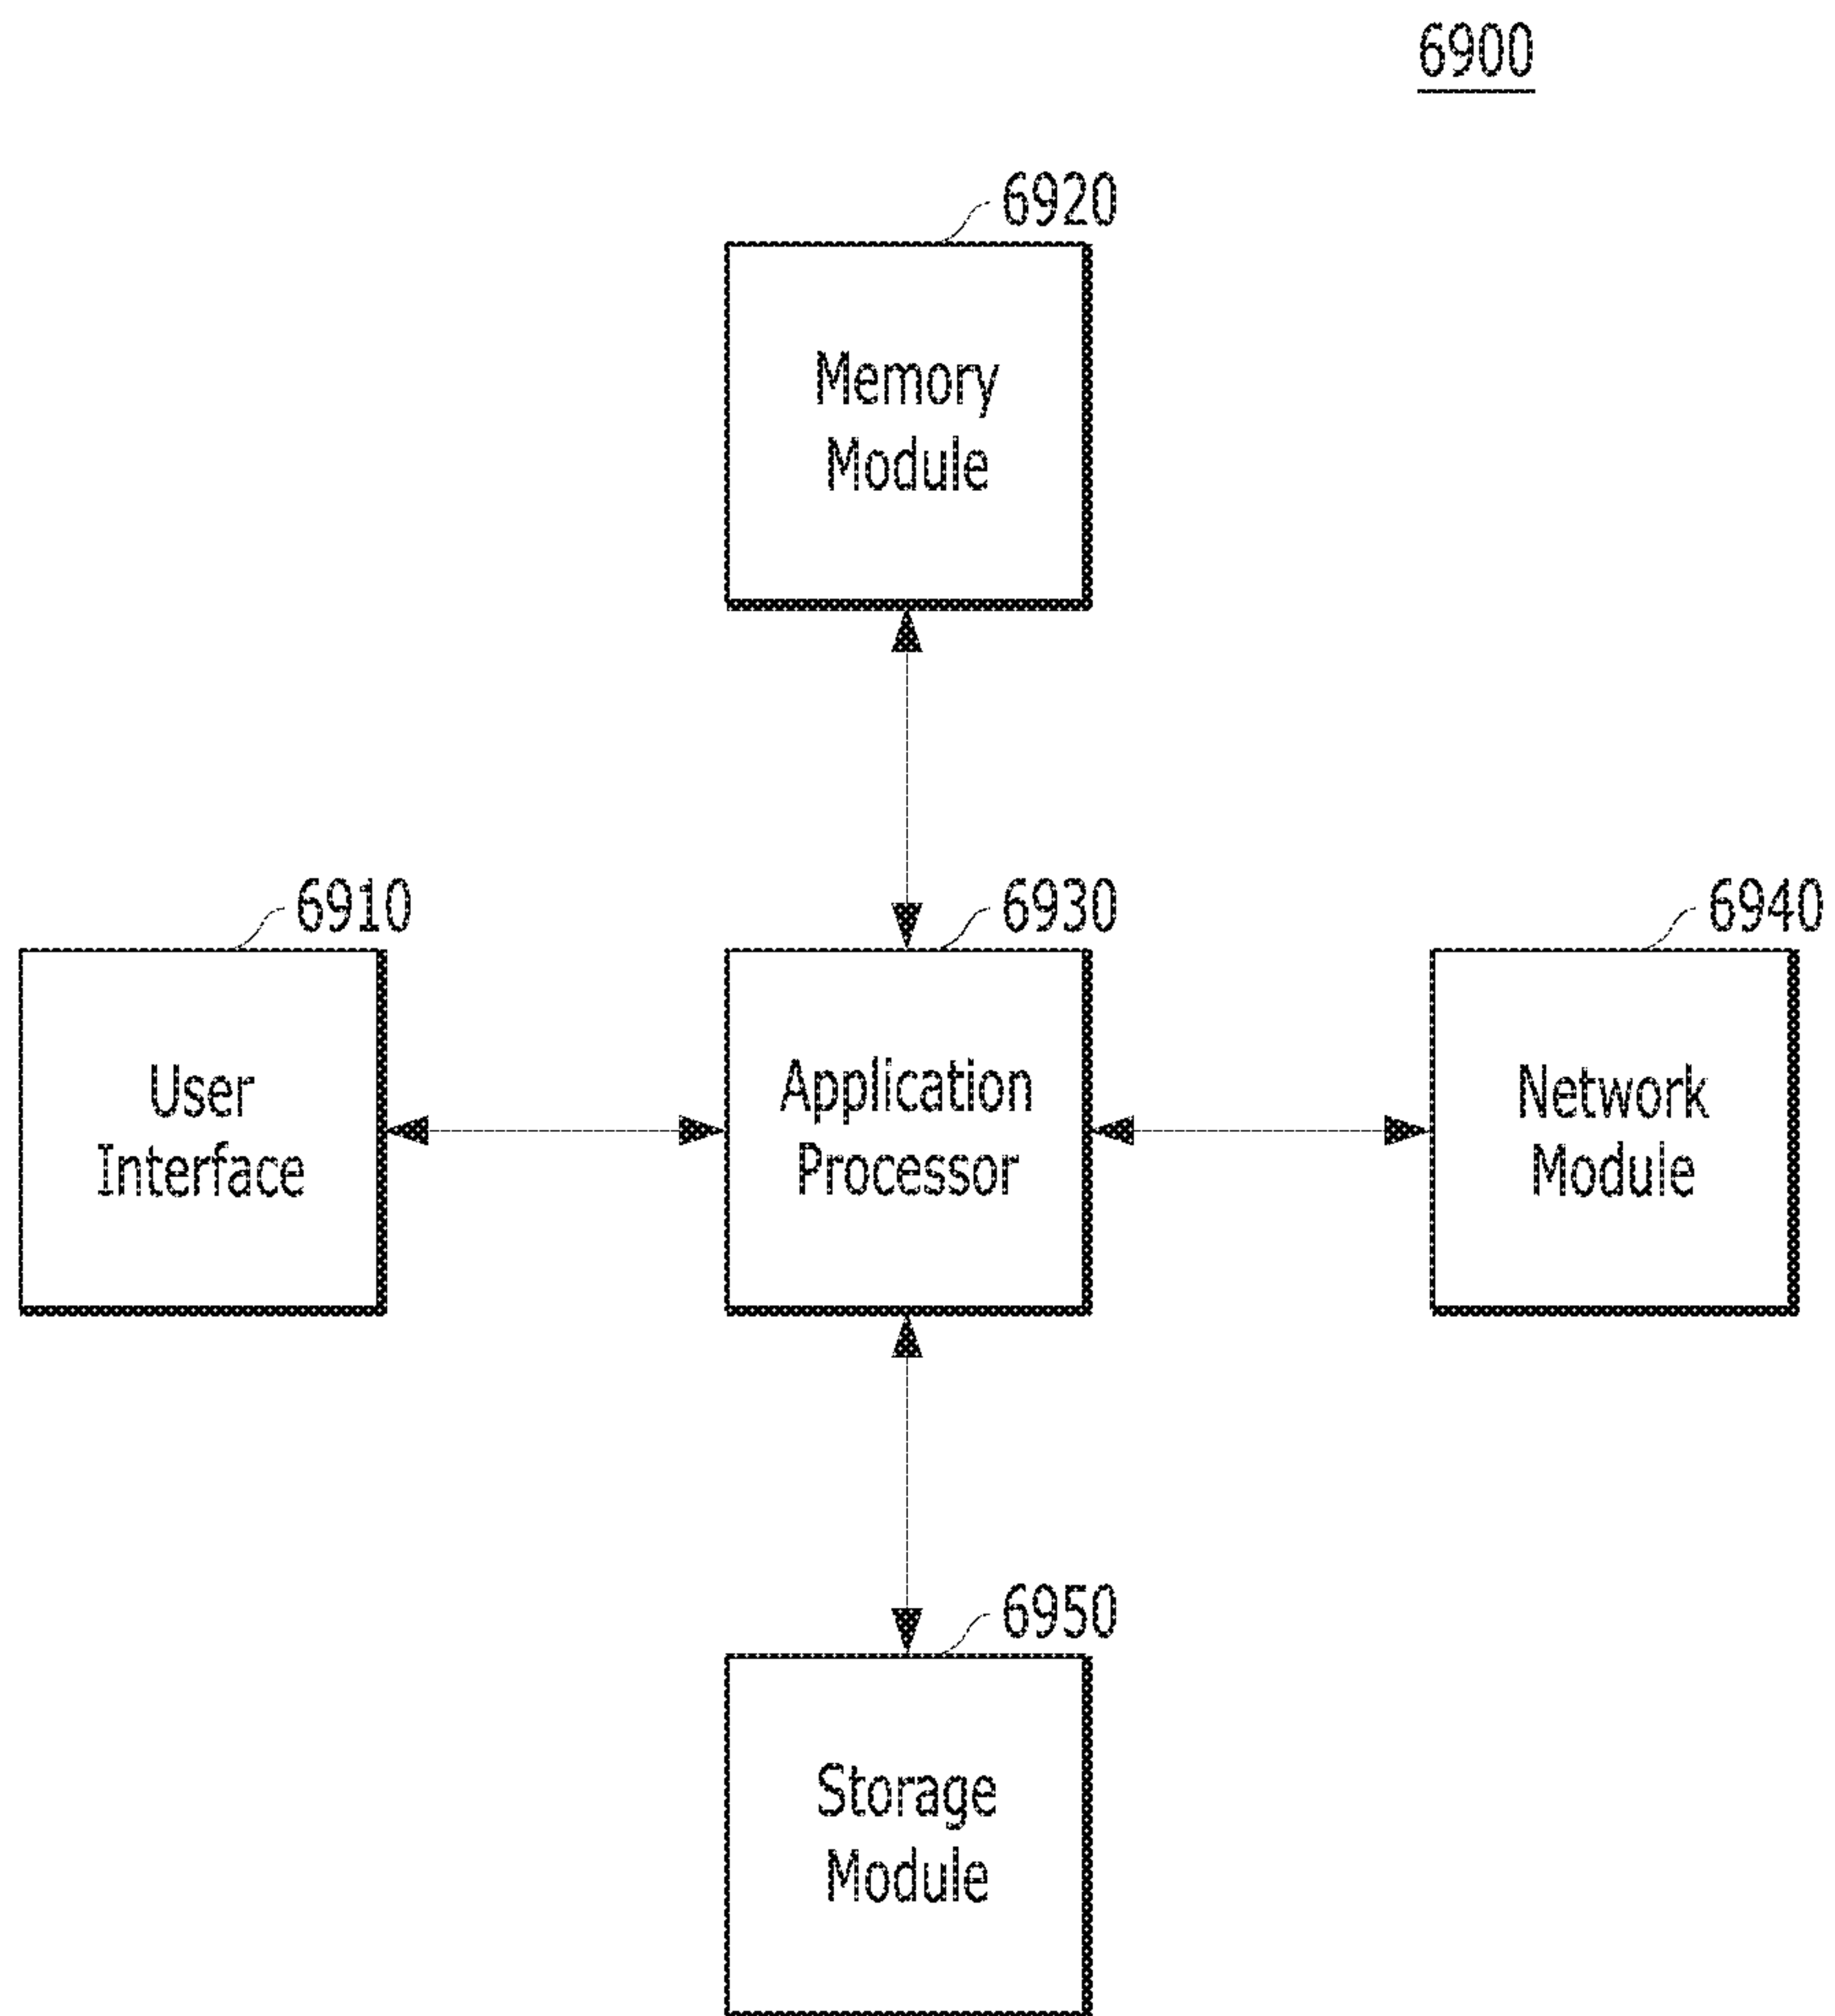 6900
6920
Memory
Module
6910
6930
6940
User
Interface
Application
Processor
Network
Module
6950
Storage
Module